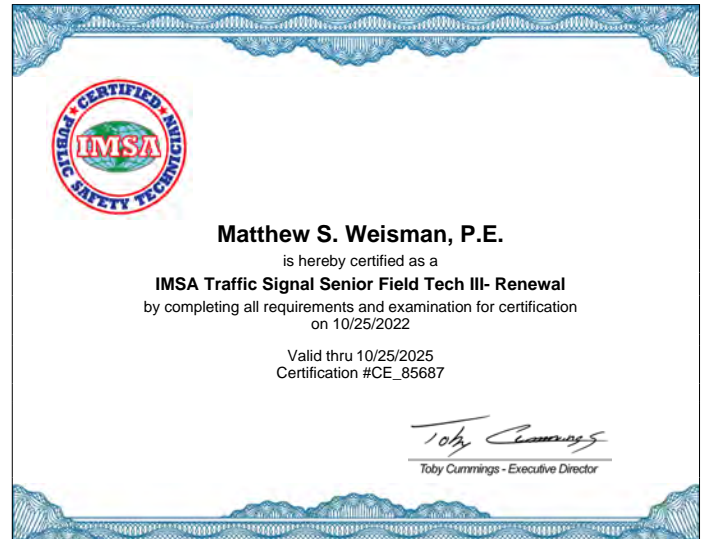 CERTIFIED
PUBLIC SAFETY TECHNICIAN
IMSA
Matthew S. Weisman, P.E.
is hereby certified as a
IMSA Traffic Signal Senior Field Tech III- Renewal
by completing all requirements and examination for certification
on 10/25/2022
Valid thru 10/25/2025
Certification #CE_85687
Toby Cummings
Toby Cummings - Executive Director